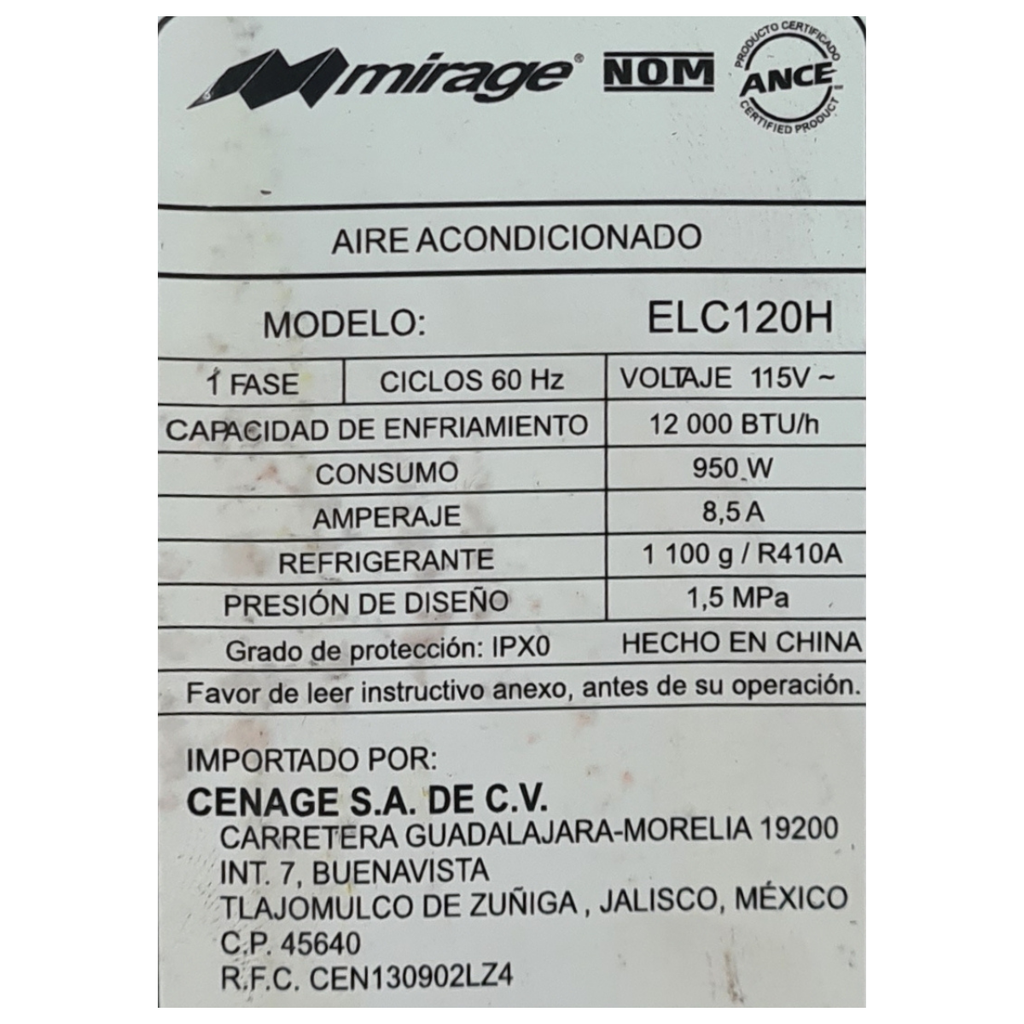 mirage®
NOM
PRODUCTO CERTIFICADO
ANCE
CERTIFIED PRODUCT
AIRE ACONDICIONADO
MODELO: ELC120H
1 FASE CICLOS 60 Hz VOLTAJE 115V ~
CAPACIDAD DE ENFRIAMIENTO 12 000 BTU/h
CONSUMO 950 W
AMPERAJE 8,5 A
REFRIGERANTE 1 100 g / R410A
PRESIÓN DE DISEÑO 1,5 MPa
Grado de protección: IPX0 HECHO EN CHINA
Favor de leer instructivo anexo, antes de su operación.
IMPORTADO POR:
CENAGE S.A. DE C.V.
CARRETERA GUADALAJARA-MORELIA 19200
INT. 7, BUENAVISTA
TLAJOMULCO DE ZUÑIGA , JALISCO, MÉXICO
C.P. 45640
R.F.C. CEN130902LZ4